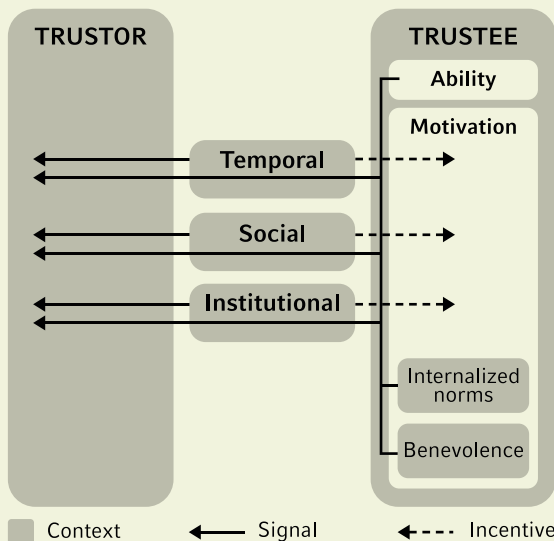 TRUSTOR
TRUSTEE
Ability
Motivation
Temporal
Social
Institutional
Internalized
norms
Benevolence
Context
Signal
Incentive